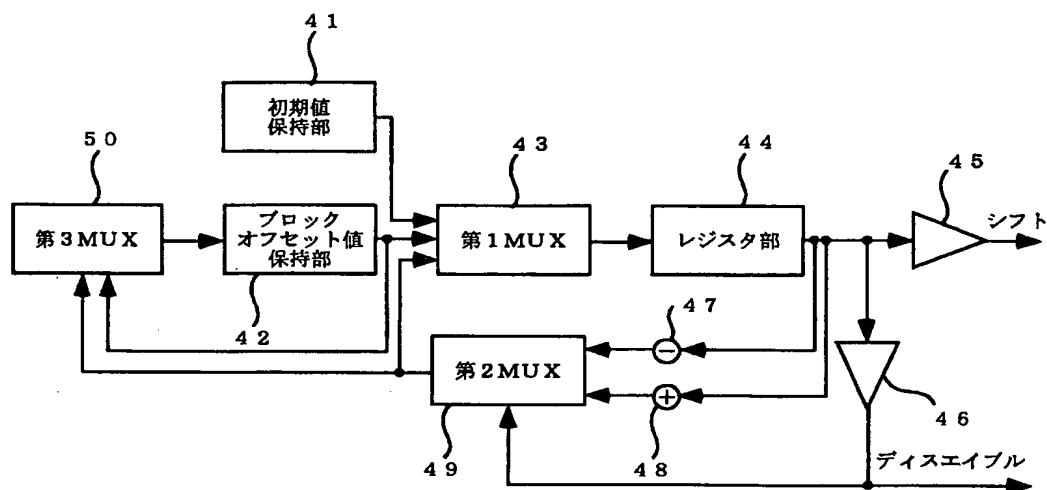 ４１
初期値
保持部
５０
４３
４４
４５
第３ＭＵＸ
ブロック
オフセット値
保持部
第１ＭＵＸ
レジスタ部
シフト
４２
４７
第２ＭＵＸ
－
＋
４６
４９
４８
ディスエイブル